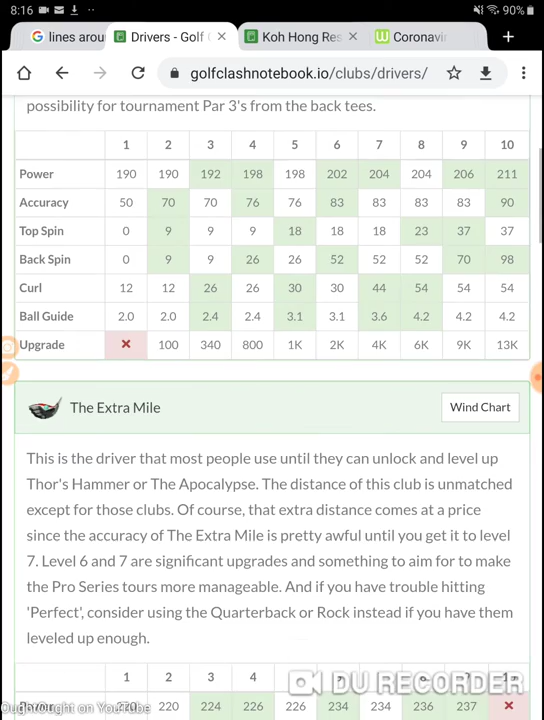 8:16 90%
lines arou Drivers - Golf Koh Hong Res Coronavir
golfclashnotebook.io/clubs/drivers/
possibility for tournament Par 3's from the back tees.
1 2 3 4 5 6 7 8 9 10
Power 190 190 192 198 198 202 204 204 206 211
Accuracy 50 70 70 76 76 83 83 83 83 90
Top Spin 0 9 9 9 18 18 18 23 37 37
Back Spin 0 9 9 26 26 52 52 52 70 98
Curl 12 12 26 26 30 30 44 54 54 54
Ball Guide 2.0 2.0 2.4 2.4 3.1 3.1 3.6 4.2 4.2 4.2
Upgrade 100 340 800 1K 2K 4K 6K 9K 13K
The Extra Mile Wind Chart
This is the driver that most people use until they can unlock and level up
Thor's Hammer or The Apocalypse. The distance of this club is unmatched
except for those clubs. Of course, that extra distance comes at a price
since the accuracy of The Extra Mile is pretty awful until you get it to level
7. Level 6 and 7 are significant upgrades and something to aim for to make
the Pro Series tours more manageable. And if you have trouble hitting
'Perfect', consider using the Quarterback or Rock instead if you have them
leveled up enough.
1 2 3 4
DU RECORDER
on YouTube
220 220 224 226 226 234 234 236 237